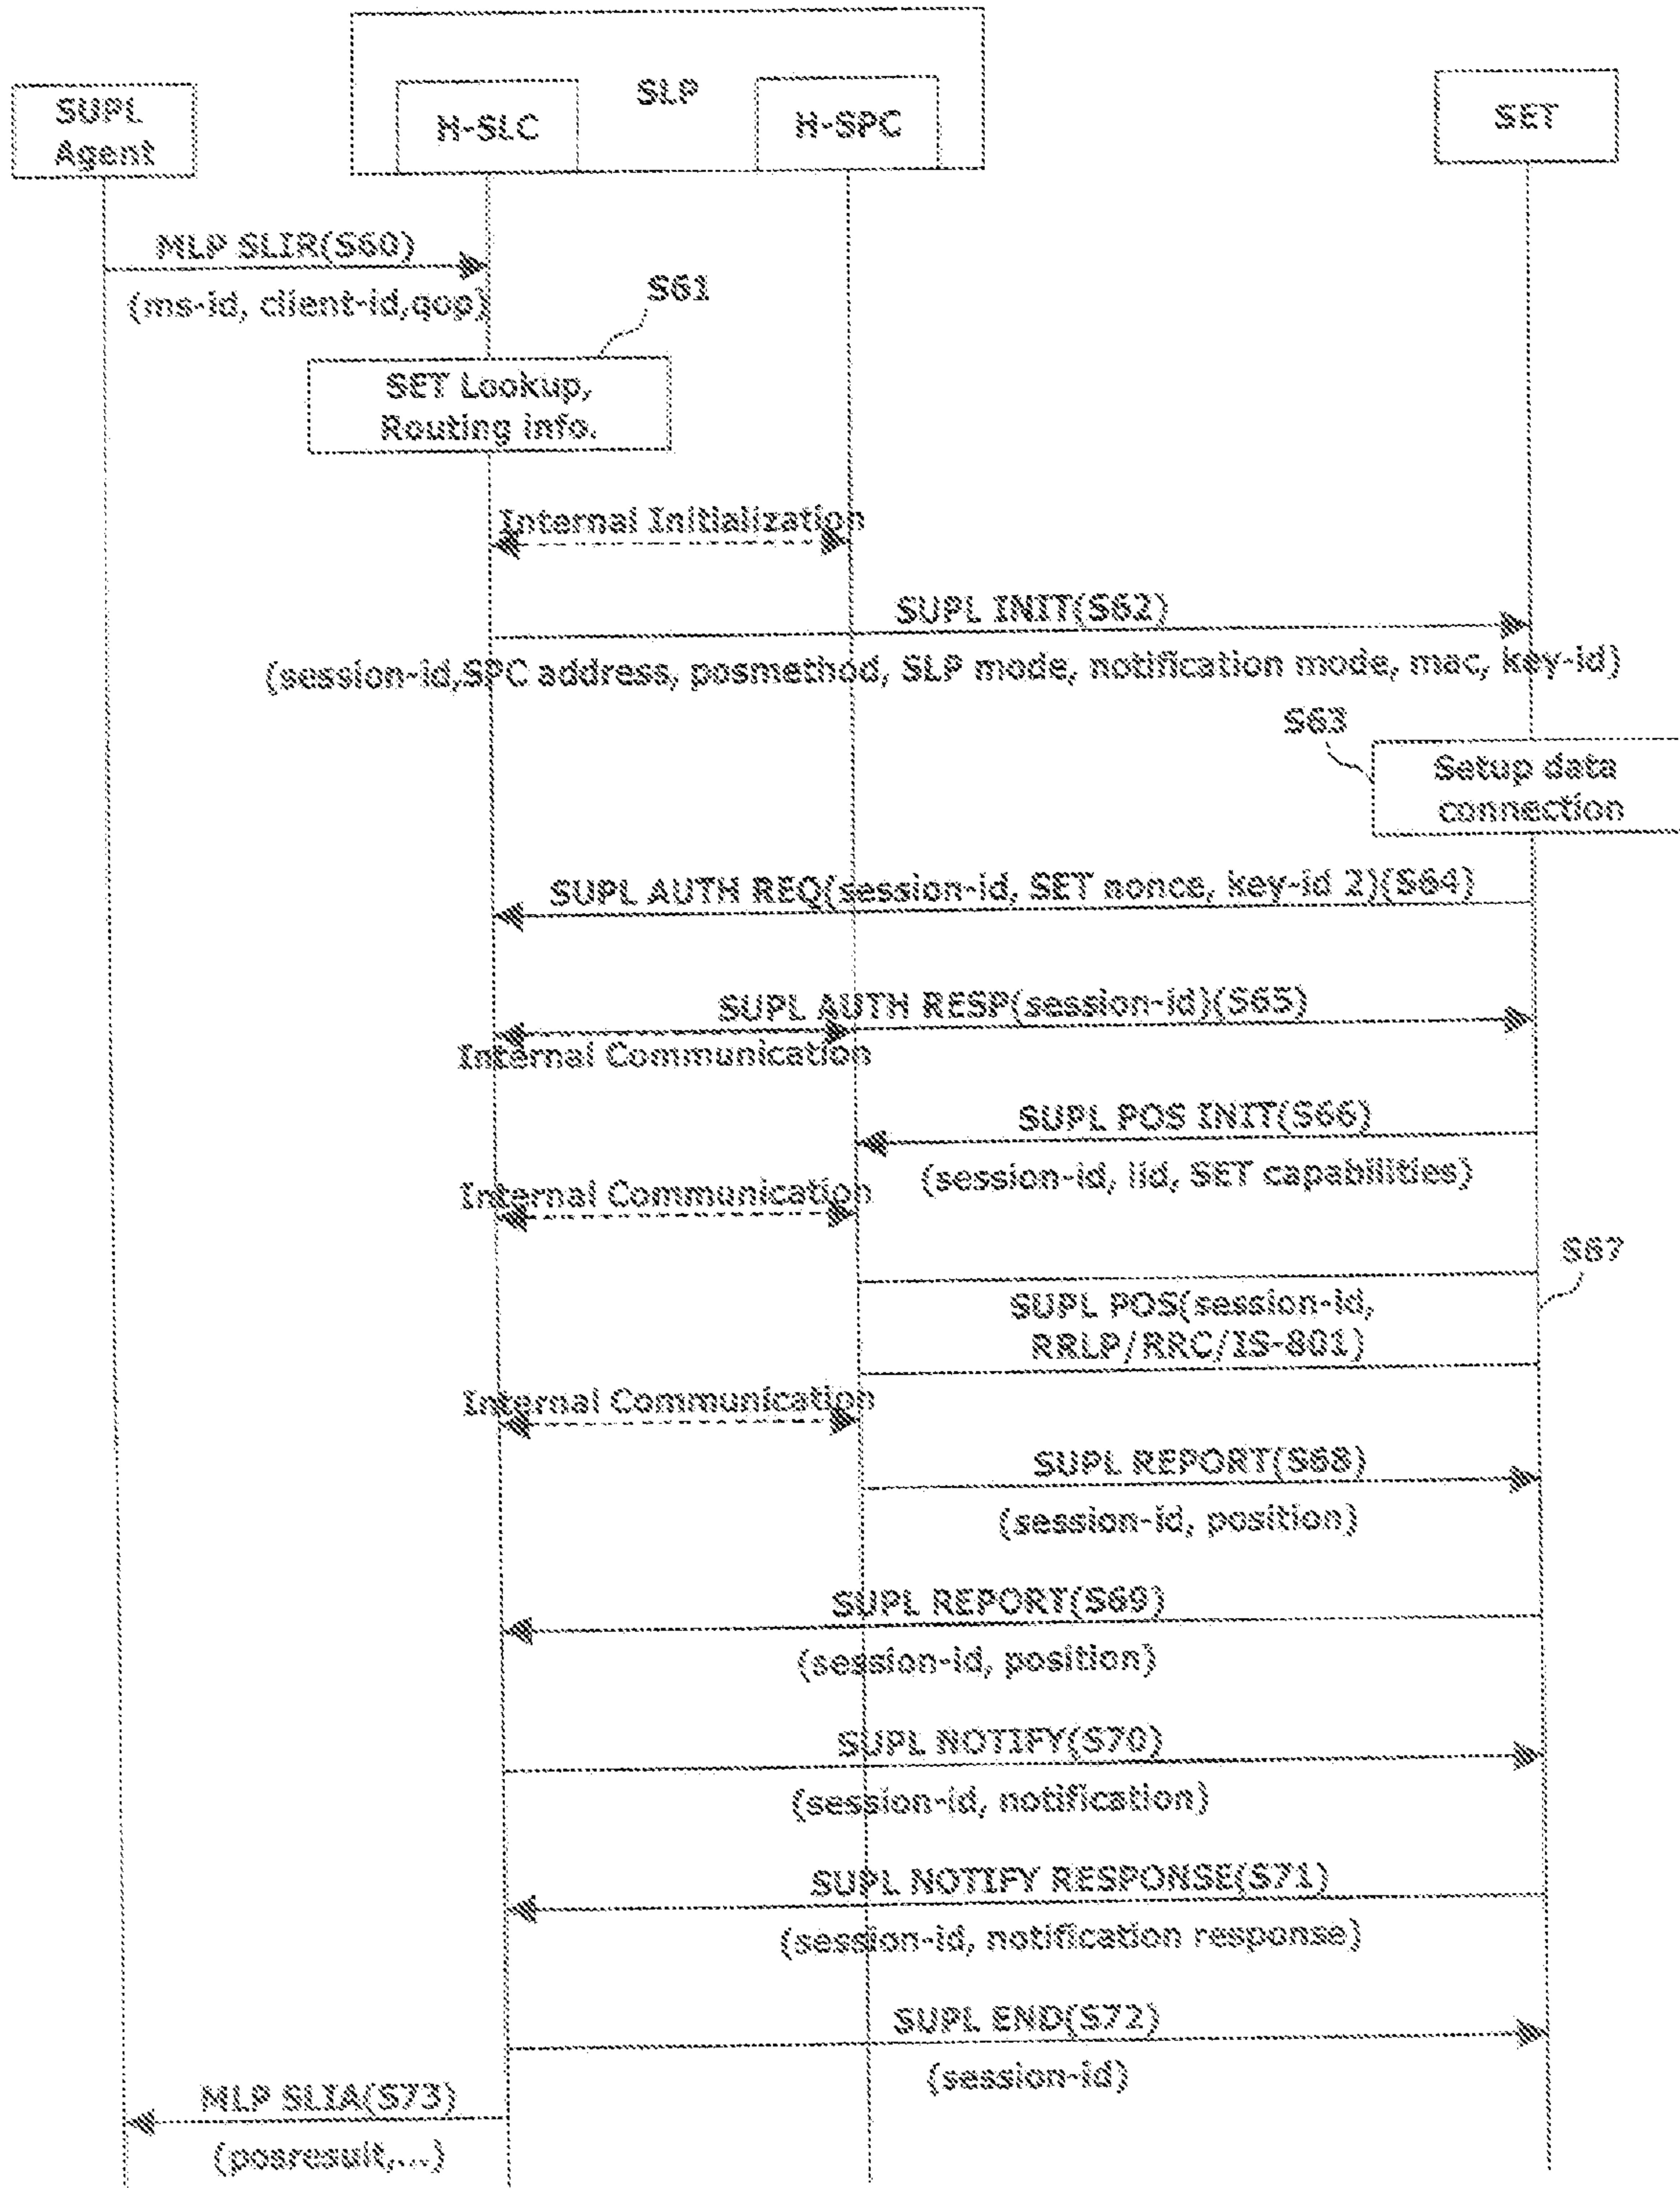 SLP
SUPL
Agent
H-SLC
H-SPC
SET
MLP SLIR(S60)
(ms-id, client-id,qop)
S61
SET Lookup,
Routing info.
Internal Initialization
SUPL INIT(S62)
(session-id,SPC address, posmethod, SLP mode, notification mode, mac, key-id)
S63
Setup data
connection
SUPL AUTH REQ(session-id, SET nonce, key-id 2)(S64)
SUPL AUTH RESP(session-id)(S65)
Internal Communication
SUPL POS INIT(S66)
(session-id, lid, SET capabilities)
Internal Communication
S67
SUPL POS(session-id,
RRLP/RRC/IS-801)
Internal Communication
SUPL REPORT(S68)
(session-id, position)
SUPL REPORT(S69)
(session-id, position)
SUPL NOTIFY(S70)
(session-id, notification)
SUPL NOTIFY RESPONSE(S71)
(session-id, notification response)
SUPL END(S72)
(session-id)
MLP SLIA(S73)
(posresult,...)